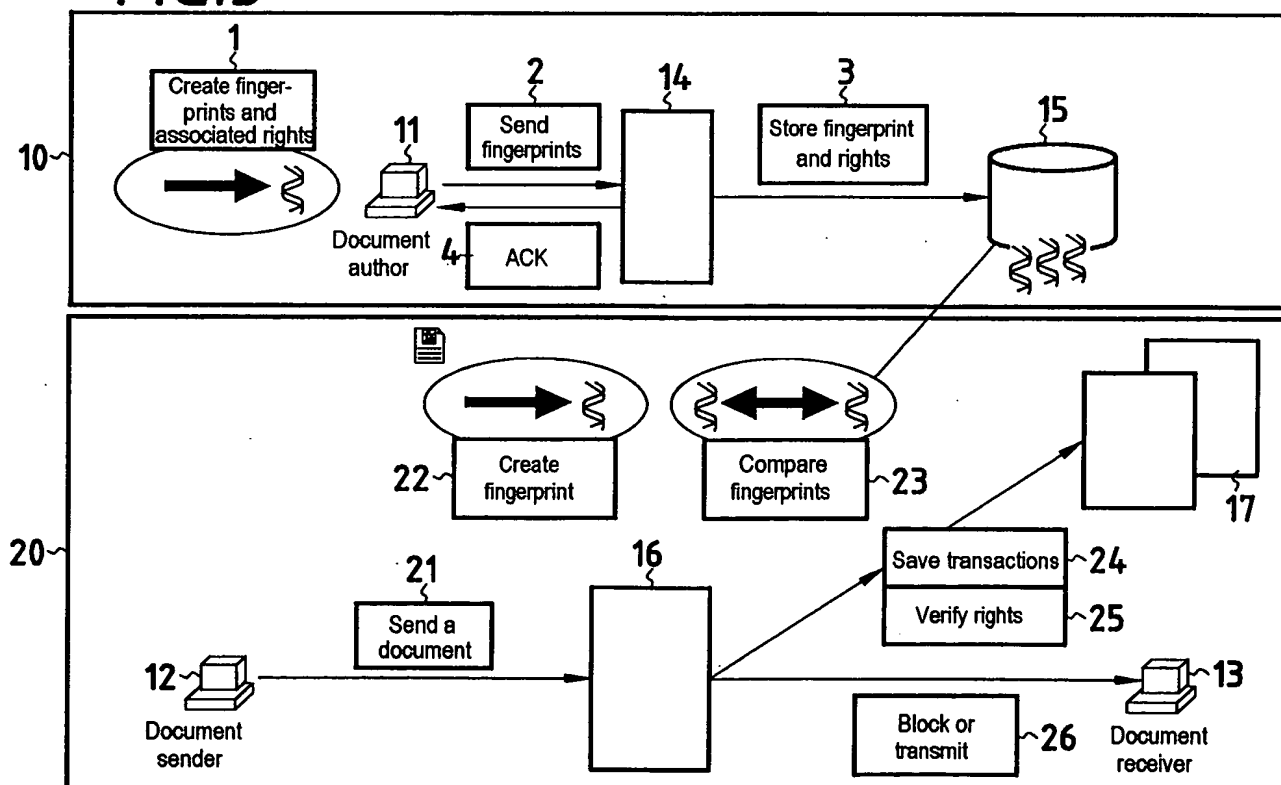 1
Create finger-
prints and
associated rights
10
11
Document
author
2
Send
fingerprints
4
ACK
14
3
Store fingerprint
and rights
15
20
22
Create
fingerprint
Compare
fingerprints
23
17
Save transactions
24
Verify rights
25
21
Send a
document
16
12
Document
sender
Block or
transmit
26
13
Document
receiver